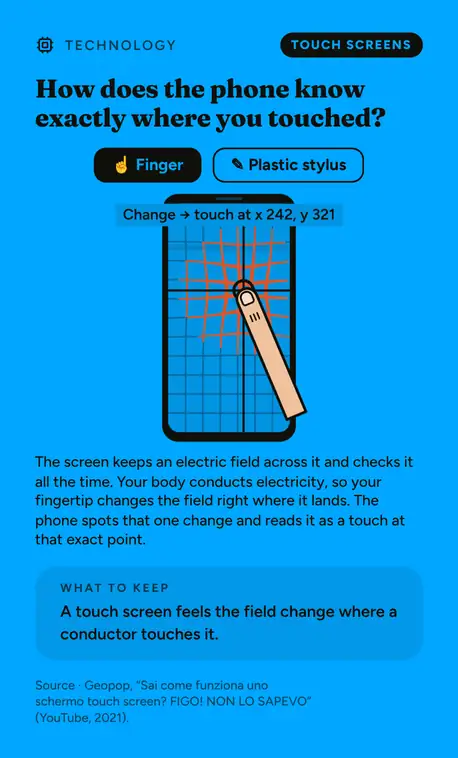 TECHNOLOGY
TOUCH SCREENS
How does the phone know
exactly where you touched?
☝ Finger
✎ Plastic stylus
Change → touch at x 242, y 321
The screen keeps an electric field across it and checks it
all the time. Your body conducts electricity, so your
fingertip changes the field right where it lands. The
phone spots that one change and reads it as a touch at
that exact point.
WHAT TO KEEP
A touch screen feels the field change where a
conductor touches it.
Source · Geopop, “Sai come funziona uno
schermo touch screen? FIGO! NON LO SAPEVO”
(YouTube, 2021).